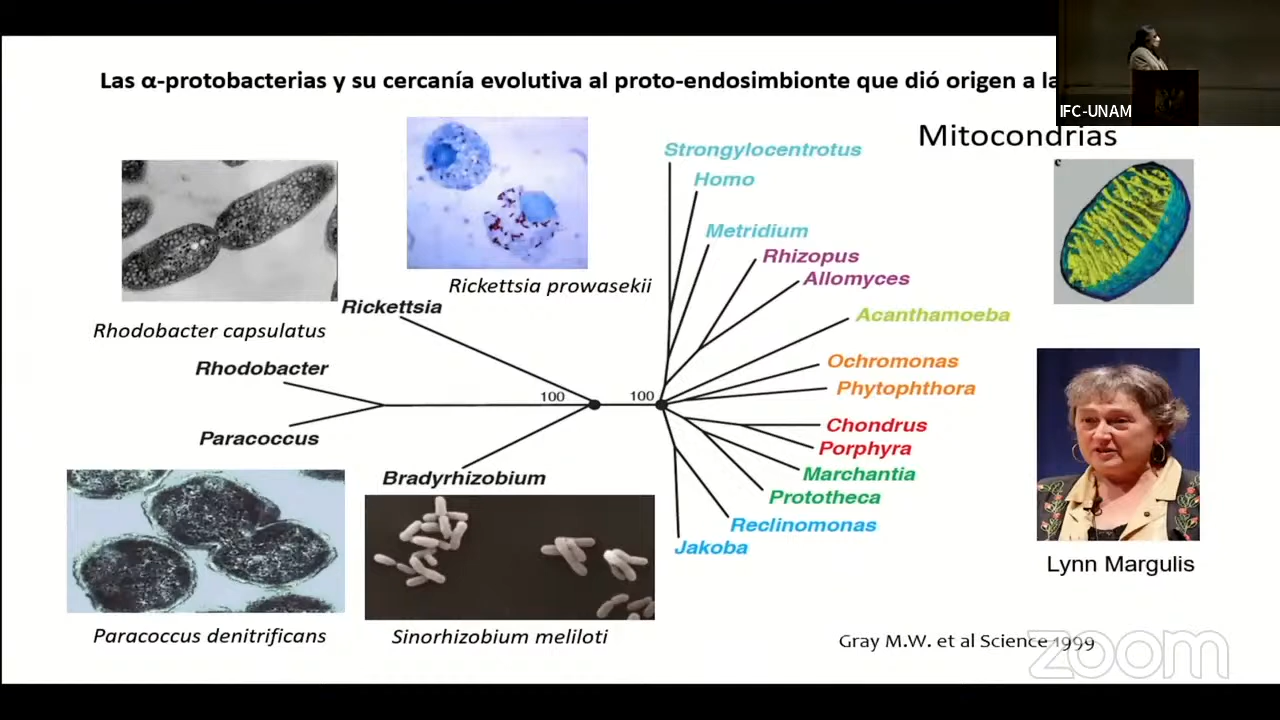 Las α-protobacterias y su cercanía evolutiva al proto-endosimbionte que dió origen a la
IFC-UNAM
Mitocondrias
c
Strongylocentrotus
Homo
Metridium
Rhizopus
Allomyces
Acanthamoeba
Ochromonas
Phytophthora
Chondrus
Porphyra
Marchantia
Prototheca
Reclinomonas
Jakoba
Rickettsia prowasekii
Rickettsia
Rhodobacter capsulatus
Rhodobacter
100
100
Paracoccus
Bradyrhizobium
Paracoccus denitrificans
Sinorhizobium meliloti
Lynn Margulis
Gray M.W. et al Science 1999
zoom